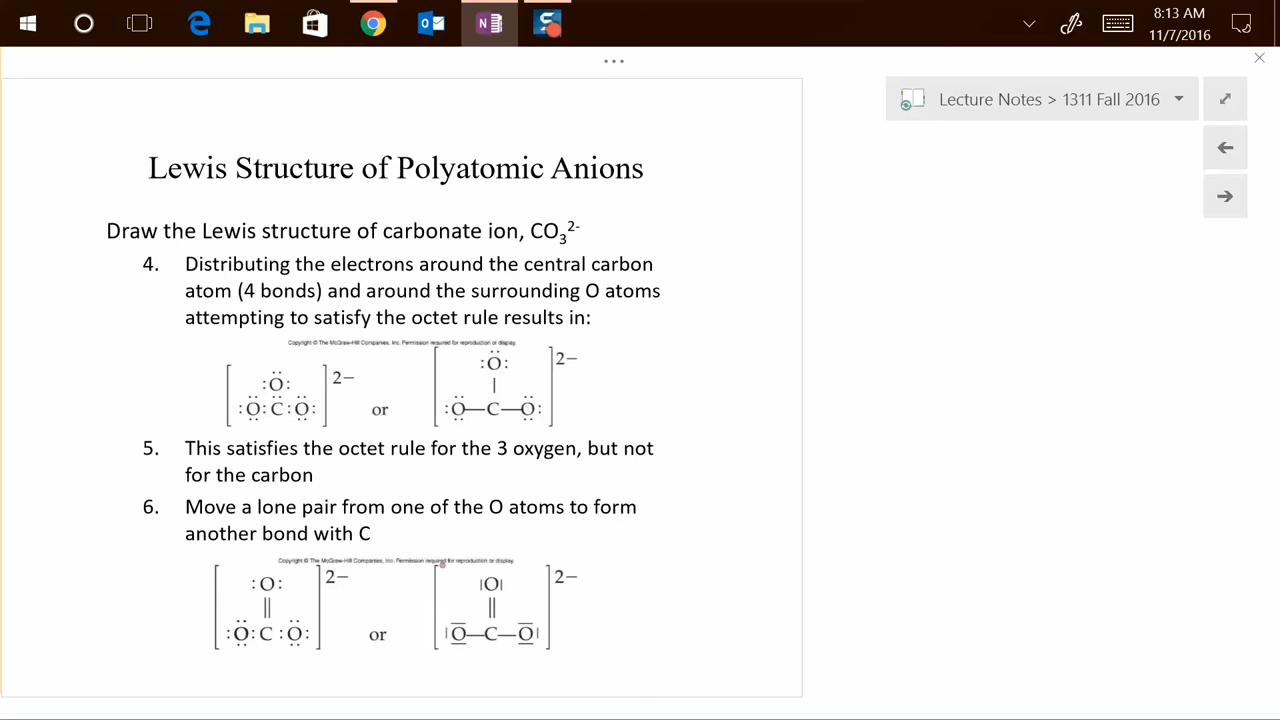 8:13 AM
11/7/2016
Lecture Notes > 1311 Fall 2016
Lewis Structure of Polyatomic Anions
Draw the Lewis structure of carbonate ion, CO₃²⁻
4. Distributing the electrons around the central carbon
atom (4 bonds) and around the surrounding O atoms
attempting to satisfy the octet rule results in:
Copyright © The McGraw-Hill Companies, Inc. Permission required for reproduction or display.
:O: 2− :O: 2−
:O:C:O: or :O—C—O:
5. This satisfies the octet rule for the 3 oxygen, but not
for the carbon
6. Move a lone pair from one of the O atoms to form
another bond with C
Copyright © The McGraw-Hill Companies, Inc. Permission required for reproduction or display.
:O: 2− |O| 2−
:O:C:O: or |O—C—O|